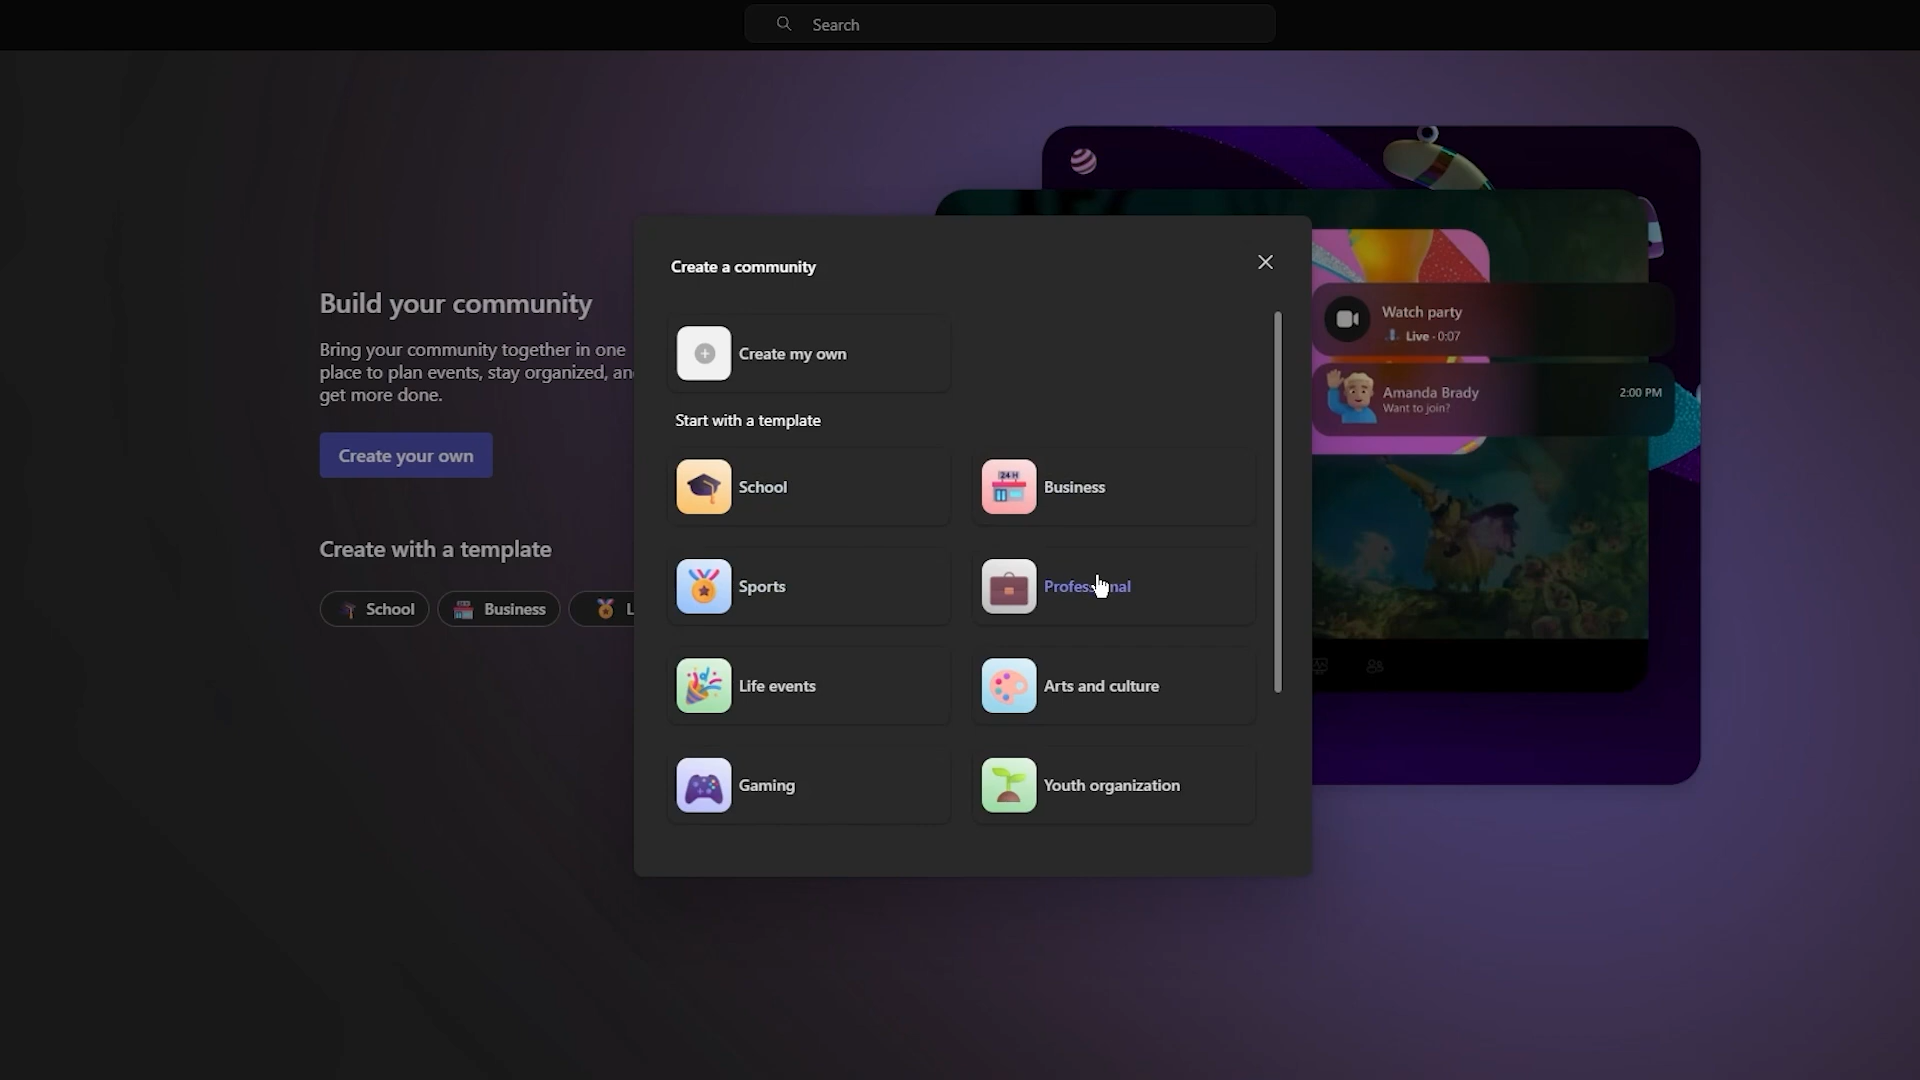 Search
Build your community
Bring your community together in one
place to plan events, stay organized, an
get more done.
Create your own
Create with a template
School
Business
L
Create a community
Create my own
Start with a template
School
Business
Sports
Professional
Life events
Arts and culture
Gaming
Youth organization
Watch party
Live - 0:07
Amanda Brady
2:00 PM
Want to join?
24H